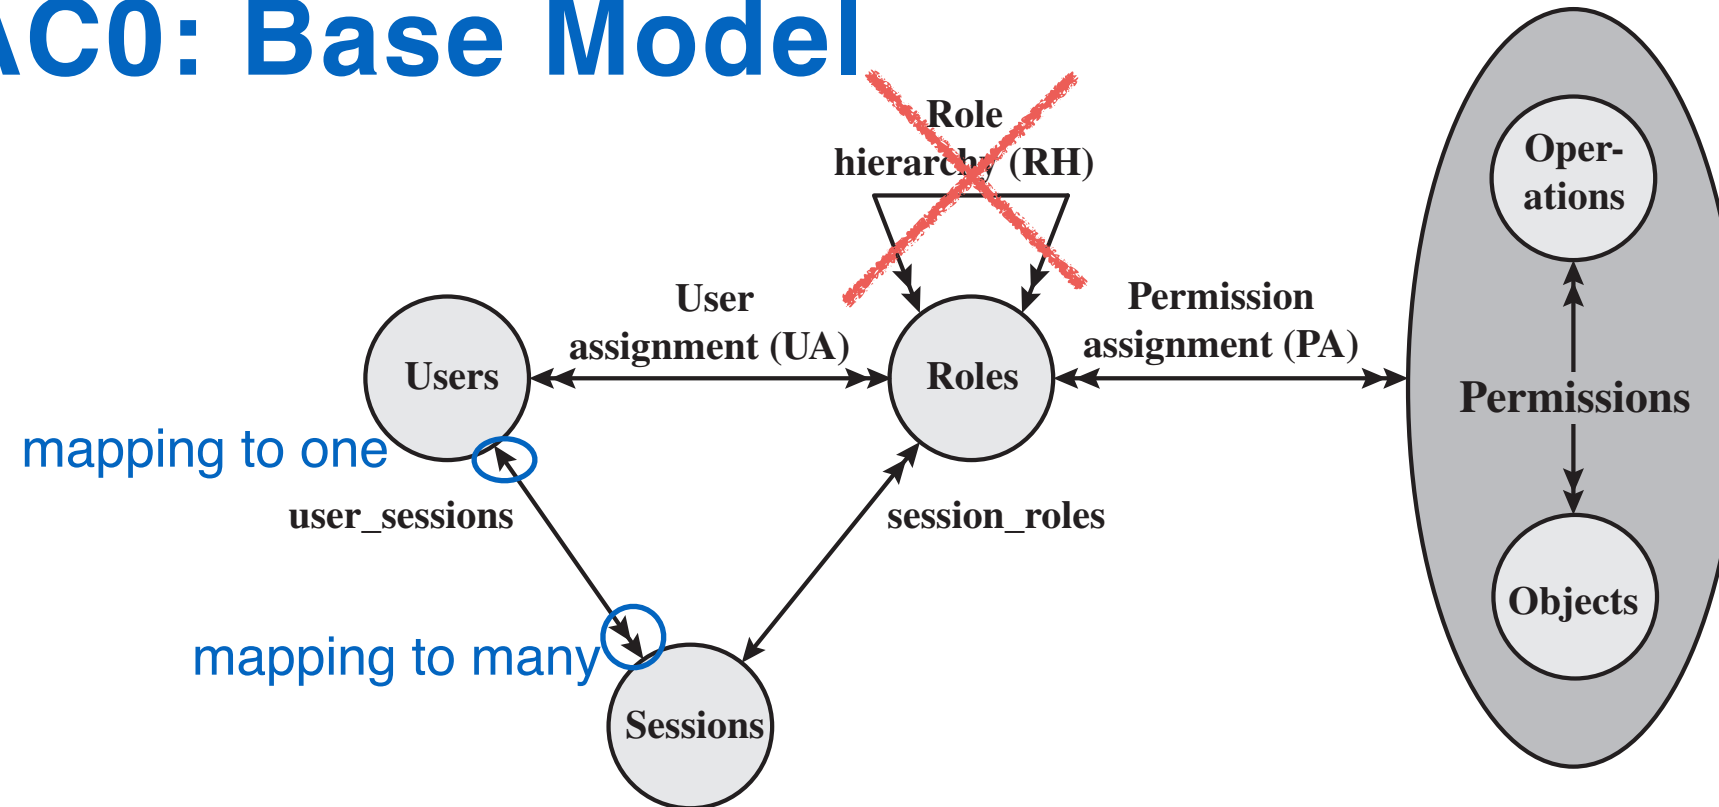 AC0: Base Model
Role
hierarchy (RH)
Oper-
ations
User
assignment (UA)
Permission
assignment (PA)
Users
Roles
Permissions
mapping to one
user_sessions
session_roles
Objects
mapping to many
Sessions